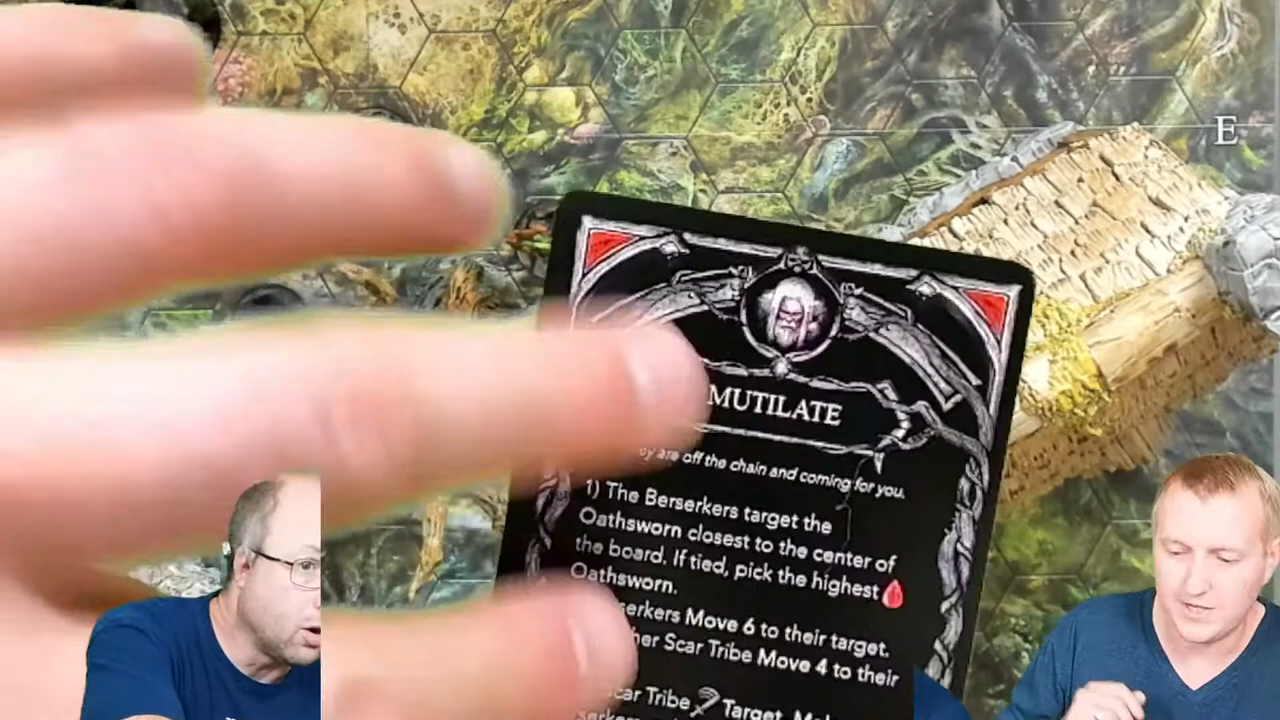 E
MUTILATE
are off the chain and coming for you.
1) The Berserkers target the
Oathsworn closest to the center of
the board. If tied, pick the highest
Oathsworn.
Move 6 to their target.
Scar Tribe Move 4 to their
Tribe Target.